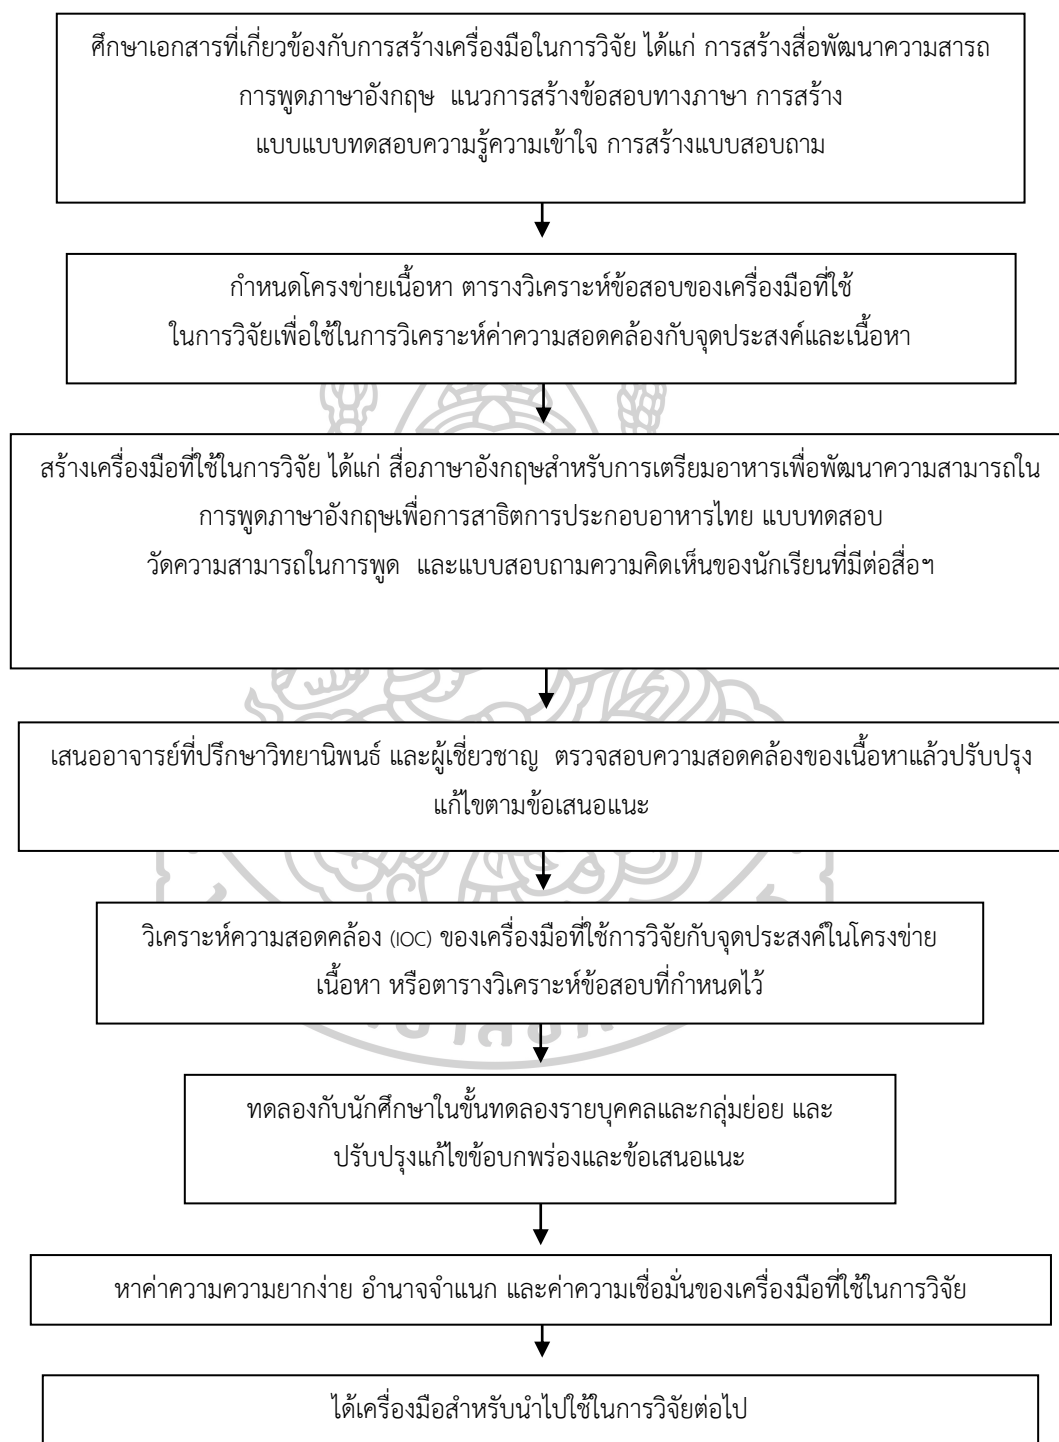 ศึกษาเอกสารที่เกี่ยวข้องกับการสร้างเครื่องมือในการวิจัย ได้แก่ การสร้างสื่อพัฒนาความสารถ
การพูดภาษาอังกฤษ แนวการสร้างข้อสอบทางภาษา การสร้าง
แบบแบบทดสอบความรู้ความเข้าใจ การสร้างแบบสอบถาม
กำหนดโครงข่ายเนื้อหา ตารางวิเคราะห์ข้อสอบของเครื่องมือที่ใช้
ในการวิจัยเพื่อใช้ในการวิเคราะห์ค่าความสอดคล้องกับจุดประสงค์และเนื้อหา
สร้างเครื่องมือที่ใช้ในการวิจัย ได้แก่ สื่อภาษาอังกฤษสำหรับการเตรียมอาหารเพื่อพัฒนาความสามารถใน
การพูดภาษาอังกฤษเพื่อการสาธิตการประกอบอาหารไทย แบบทดสอบ
วัดความสามารถในการพูด และแบบสอบถามความคิดเห็นของนักเรียนที่มีต่อสื่อฯ
เสนออาจารย์ที่ปรึกษาวิทยานิพนธ์ และผู้เชี่ยวชาญ ตรวจสอบความสอดคล้องของเนื้อหาแล้วปรับปรุง
แก้ไขตามข้อเสนอแนะ
วิเคราะห์ความสอดคล้อง (IOC) ของเครื่องมือที่ใช้การวิจัยกับจุดประสงค์ในโครงข่าย
เนื้อหา หรือตารางวิเคราะห์ข้อสอบที่กำหนดไว้
ทดลองกับนักศึกษาในขั้นทดลองรายบุคคลและกลุ่มย่อย และ
ปรับปรุงแก้ไขข้อบกพร่องและข้อเสนอแนะ
หาค่าความความยากง่าย อำนาจจำแนก และค่าความเชื่อมั่นของเครื่องมือที่ใช้ในการวิจัย
ได้เครื่องมือสำหรับนำไปใช้ในการวิจัยต่อไป